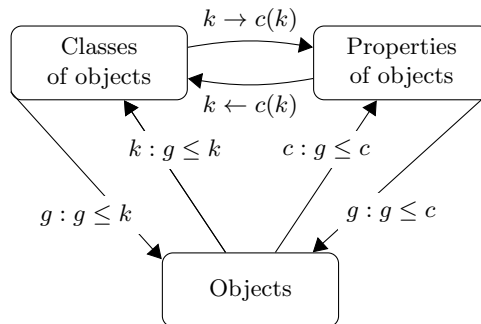 k → c(k)
Classes
of objects
Properties
of objects
k ← c(k)
k : g ≤ k
c : g ≤ c
g : g ≤ k
g : g ≤ c
Objects